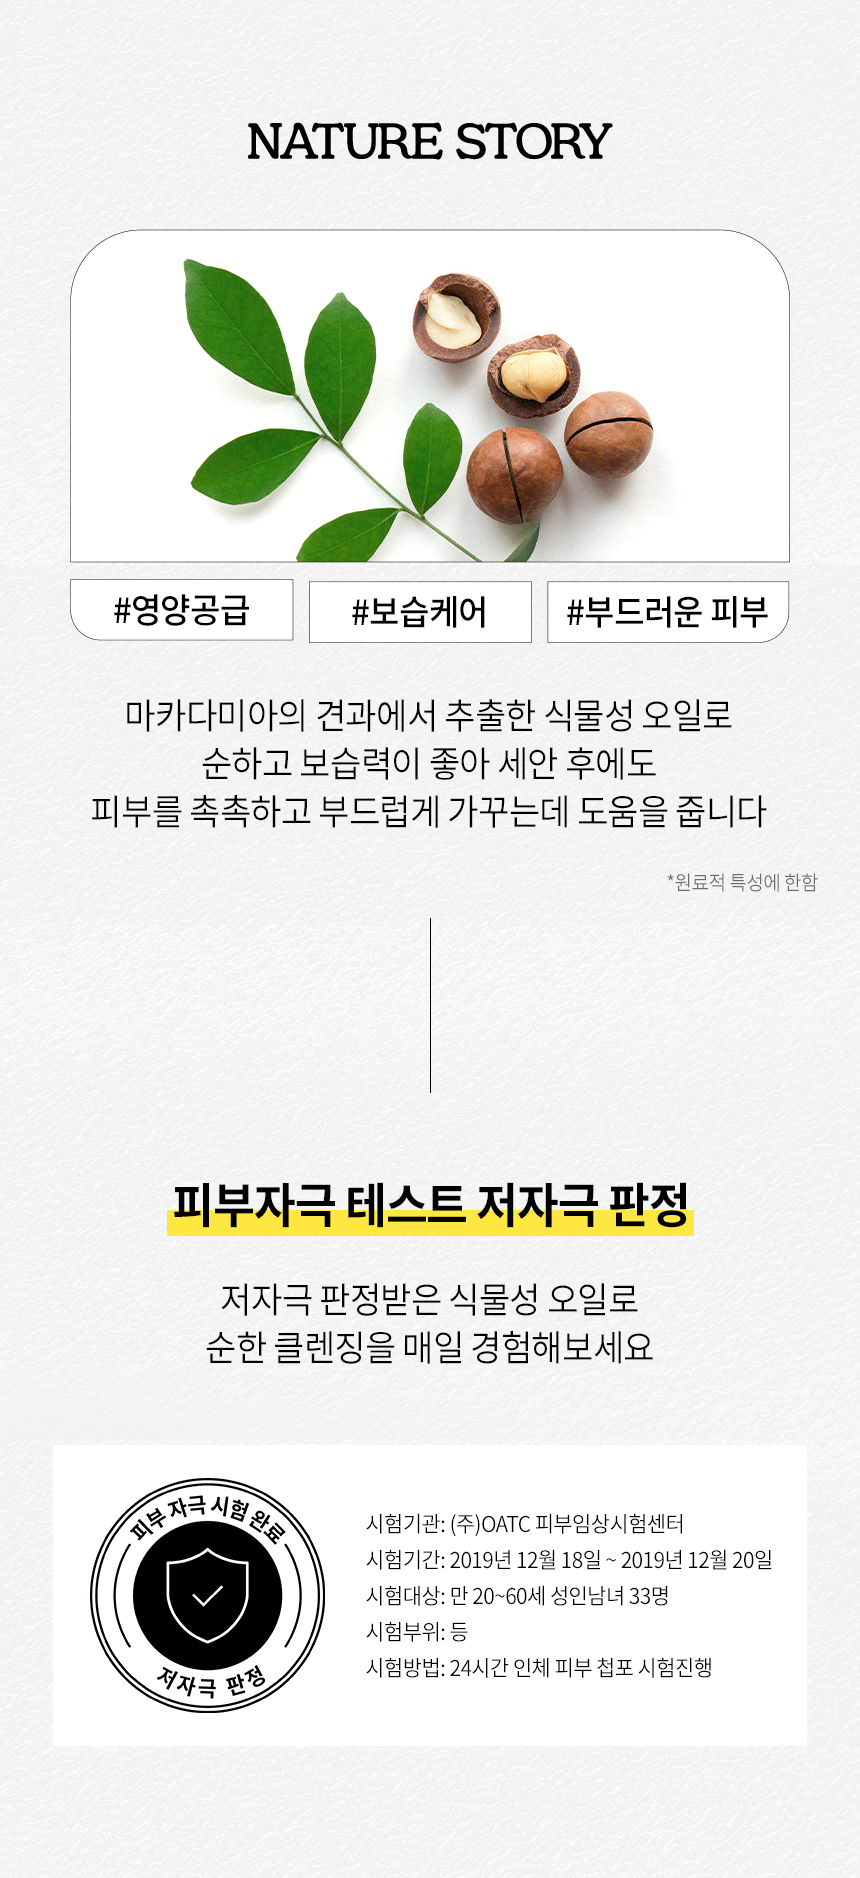 NATURE STORY
#영양공급
#보습케어
#부드러운 피부
마카다미아의 견과에서 추출한 식물성 오일로
순하고 보습력이 좋아 세안 후에도
피부를 촉촉하고 부드럽게 가꾸는데 도움을 줍니다
*원료적 특성에 한함
피부자극 테스트 저자극 판정
저자극 판정받은 식물성 오일로
순한 클렌징을 매일 경험해보세요
피부 자극 시험 완료
저자극 판정
시험기관: (주)OATC 피부임상시험센터
시험기간: 2019년 12월 18일 ~ 2019년 12월 20일
시험대상: 만 20~60세 성인남녀 33명
시험부위: 등
시험방법: 24시간 인체 피부 첩포 시험진행